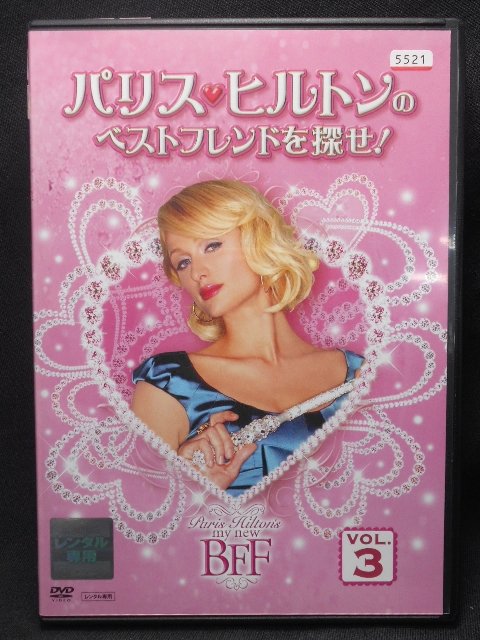 5521
パリス♥ヒルトンの
ベストフレンドを探せ!
Paris Hilton's
my new
BFF
VOL.
3
レンタル
専用
DVD
VIDEO
レンタル専用